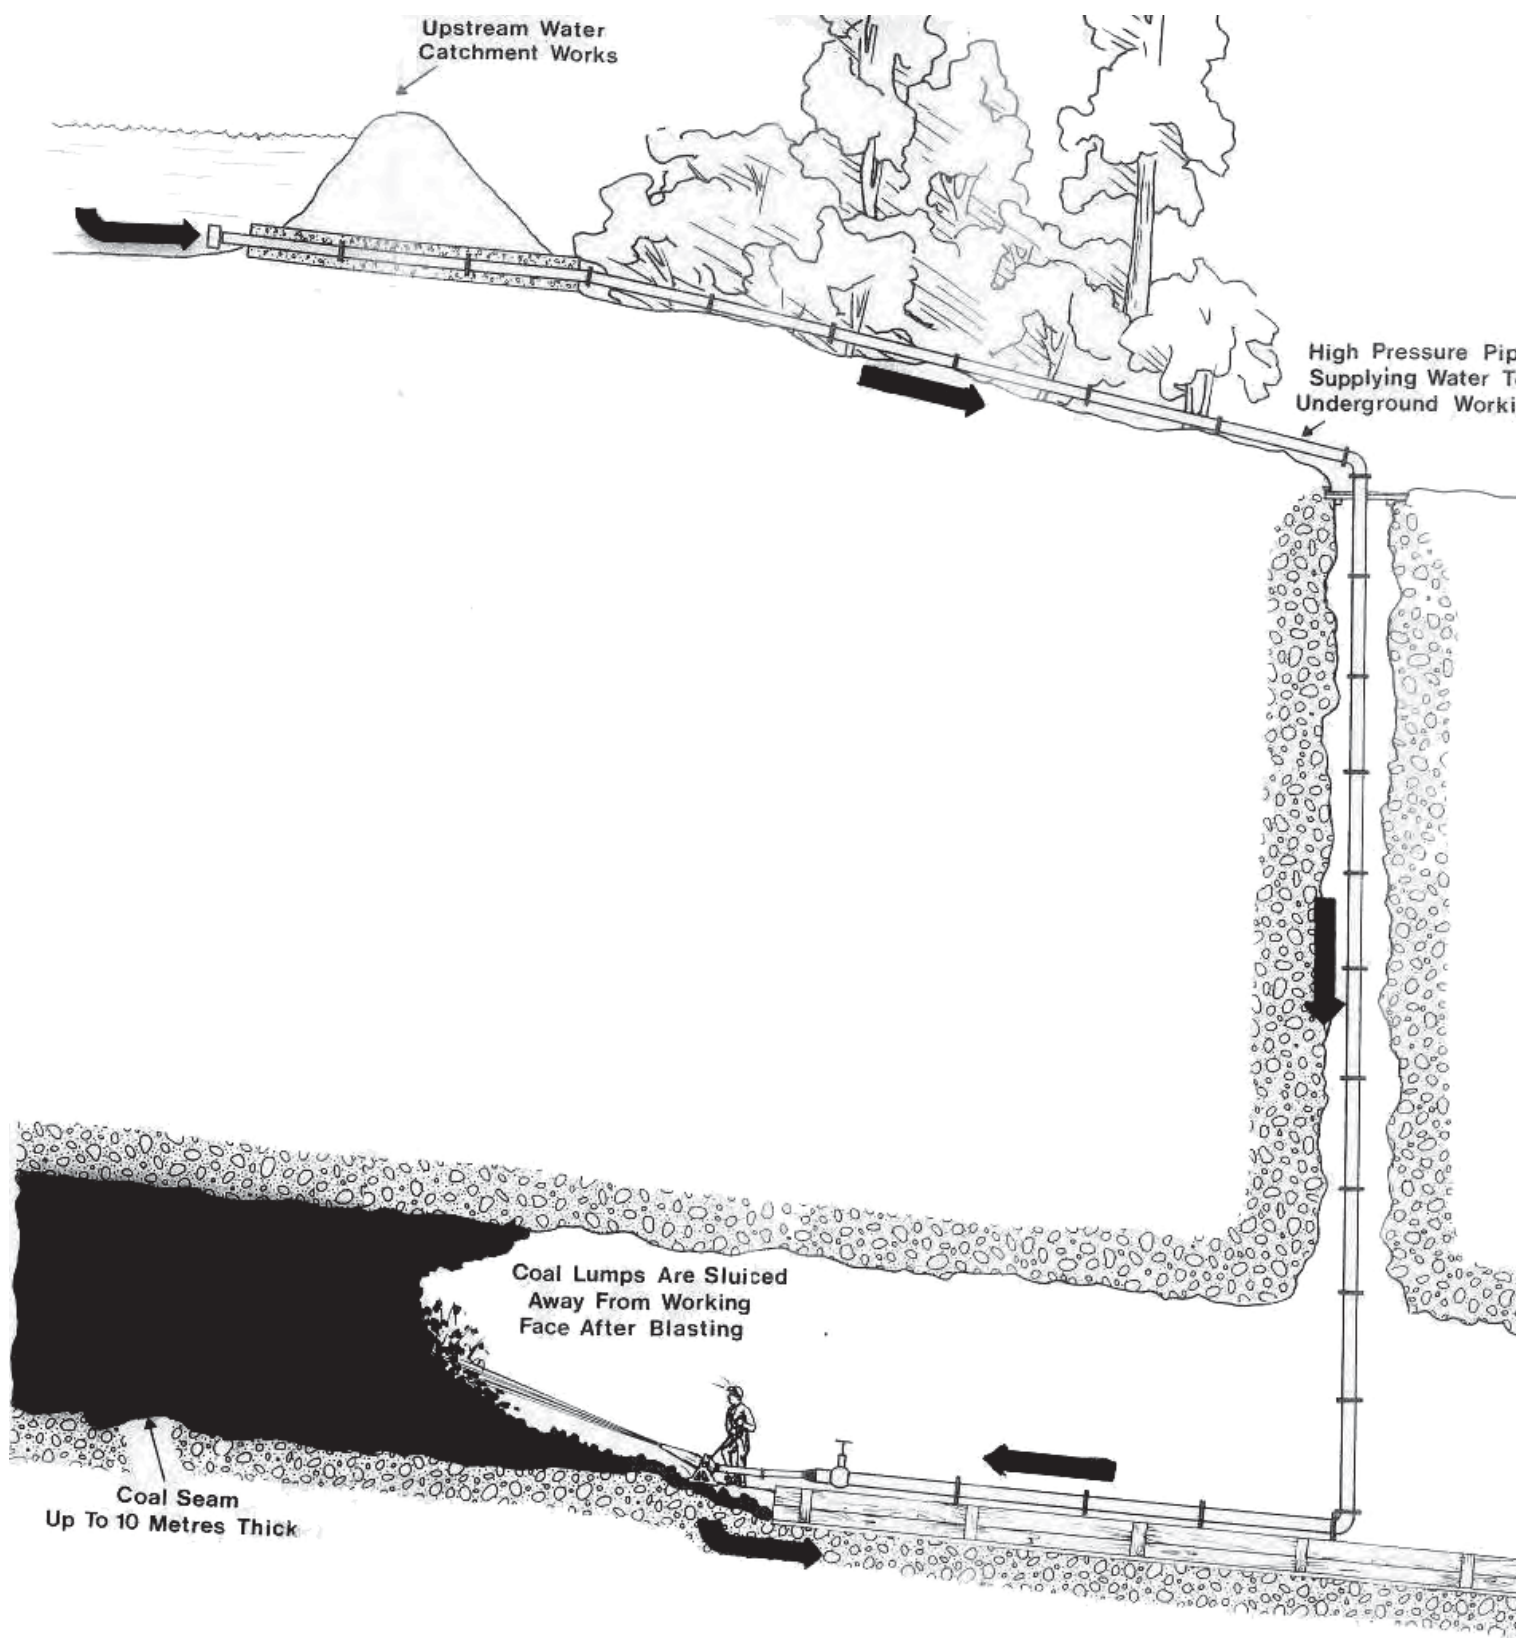 Upstream Water
Catchment Works
High Pressure Pip
Supplying Water T
Underground Worki
Coal Lumps Are Sluiced
Away From Working
Face After Blasting
Coal Seam
Up To 10 Metres Thick